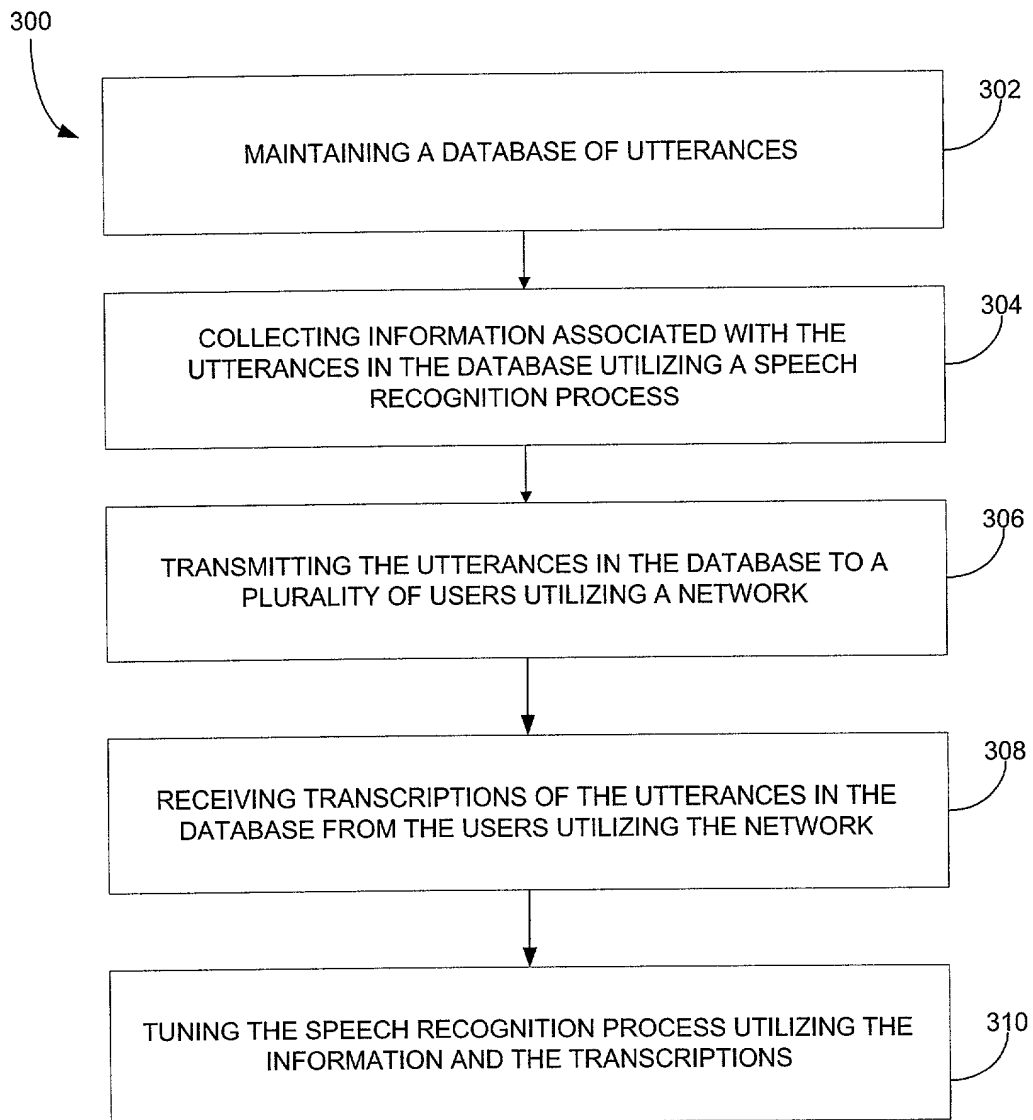 300
302
MAINTAINING A DATABASE OF UTTERANCES
304
COLLECTING INFORMATION ASSOCIATED WITH THE
UTTERANCES IN THE DATABASE UTILIZING A SPEECH
RECOGNITION PROCESS
306
TRANSMITTING THE UTTERANCES IN THE DATABASE TO A
PLURALITY OF USERS UTILIZING A NETWORK
308
RECEIVING TRANSCRIPTIONS OF THE UTTERANCES IN THE
DATABASE FROM THE USERS UTILIZING THE NETWORK
310
TUNING THE SPEECH RECOGNITION PROCESS UTILIZING THE
INFORMATION AND THE TRANSCRIPTIONS